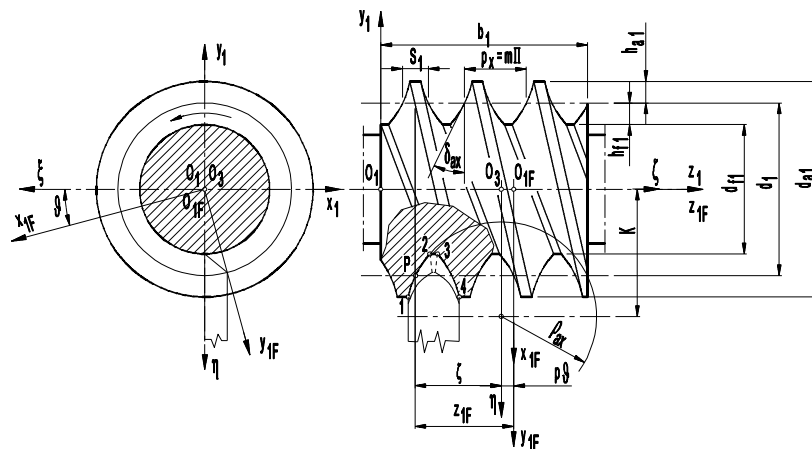 y1
ξ
O1 O3
O1F
x1
x1F
ϑ
y1F
η
y1
b1
S1
px=mΠ
ha1
hf1
δax
O1
O3
O1F
ζ
z1
z1F
df1
d1
da1
K
2
3
P
1
4
ρax
x1F
ζ
pϑ
z1F
η
y1F